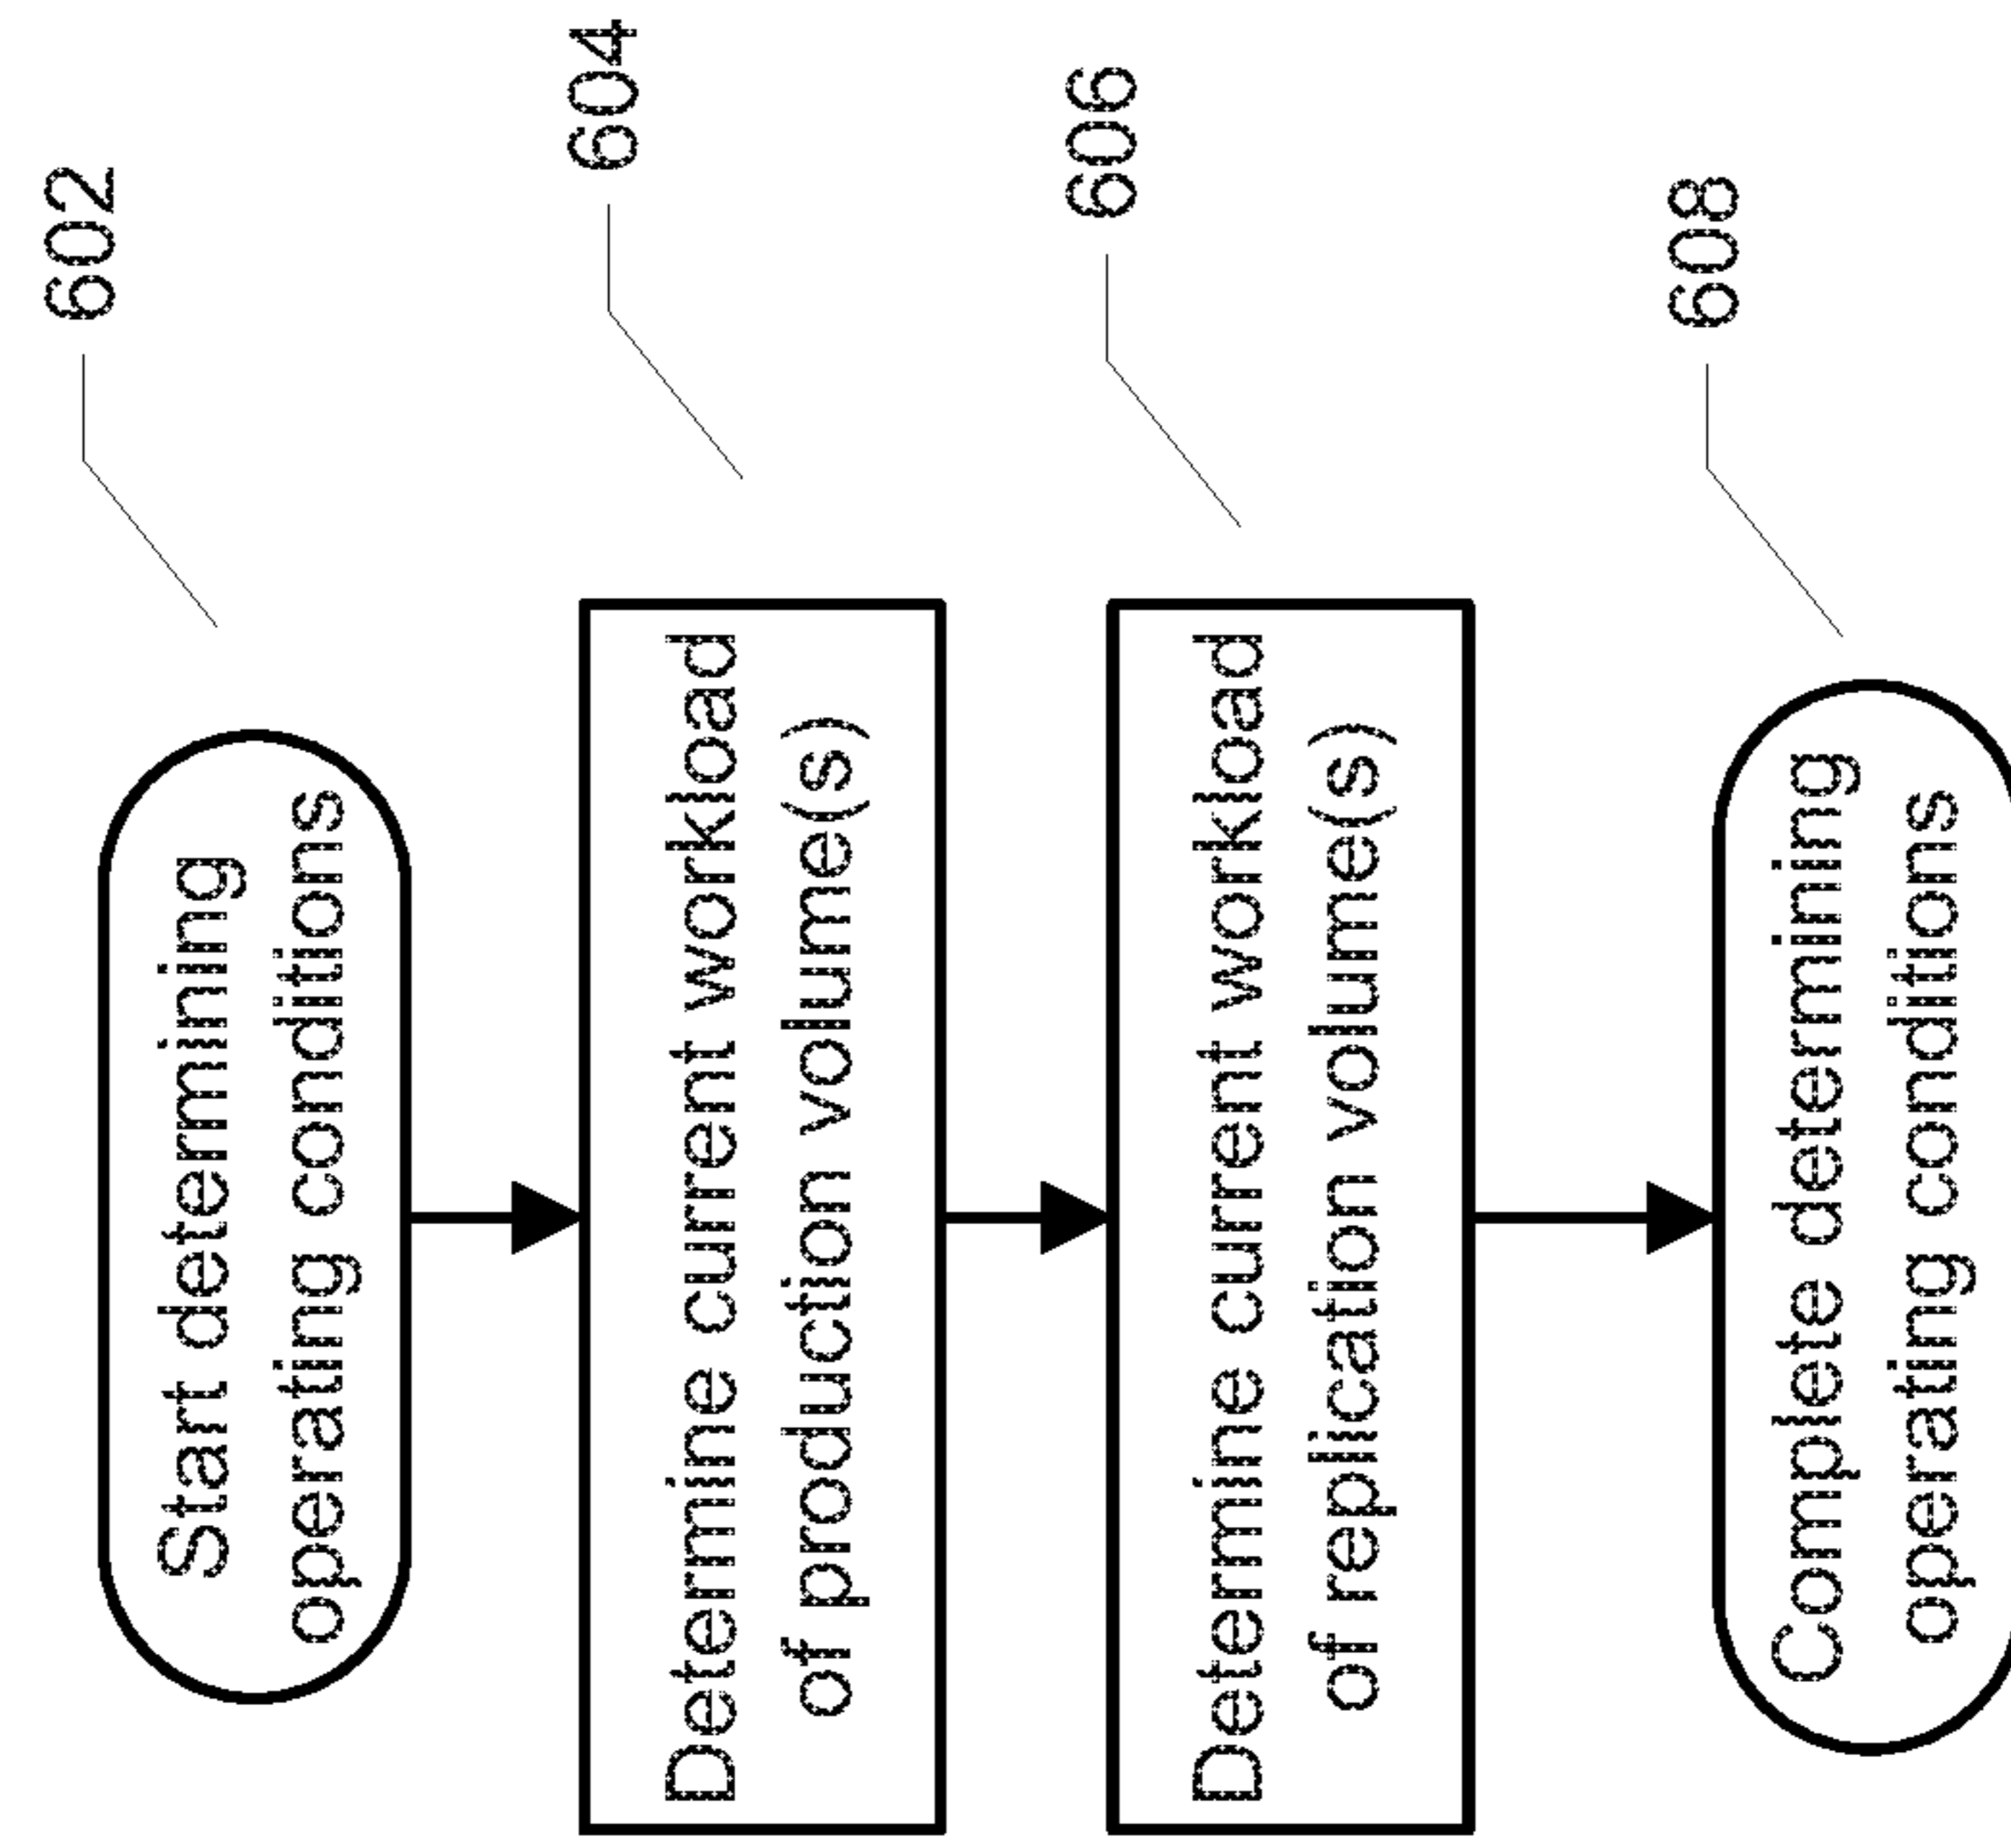 602
Start determining
operating conditions
604
Determine current workload
of production volume(s)
606
Determine current workload
of replication volume(s)
608
Complete determining
operating conditions